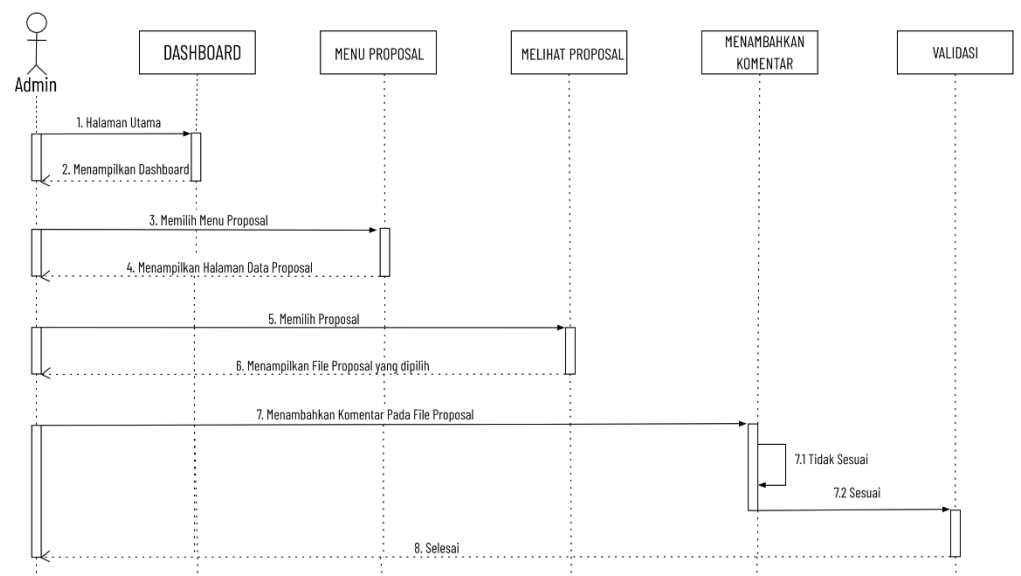 Admin
DASHBOARD
MENU PROPOSAL
MELIHAT PROPOSAL
MENAMBAHKAN
KOMENTAR
VALIDASI
1. Halaman Utama
2. Menampilkan Dashboard
3. Memilih Menu Proposal
4. Menampilkan Halaman Data Proposal
5. Memilih Proposal
6. Menampilkan File Proposal yang dipilih
7. Menambahkan Komentar Pada File Proposal
7.1 Tidak Sesuai
7.2 Sesuai
8. Selesai